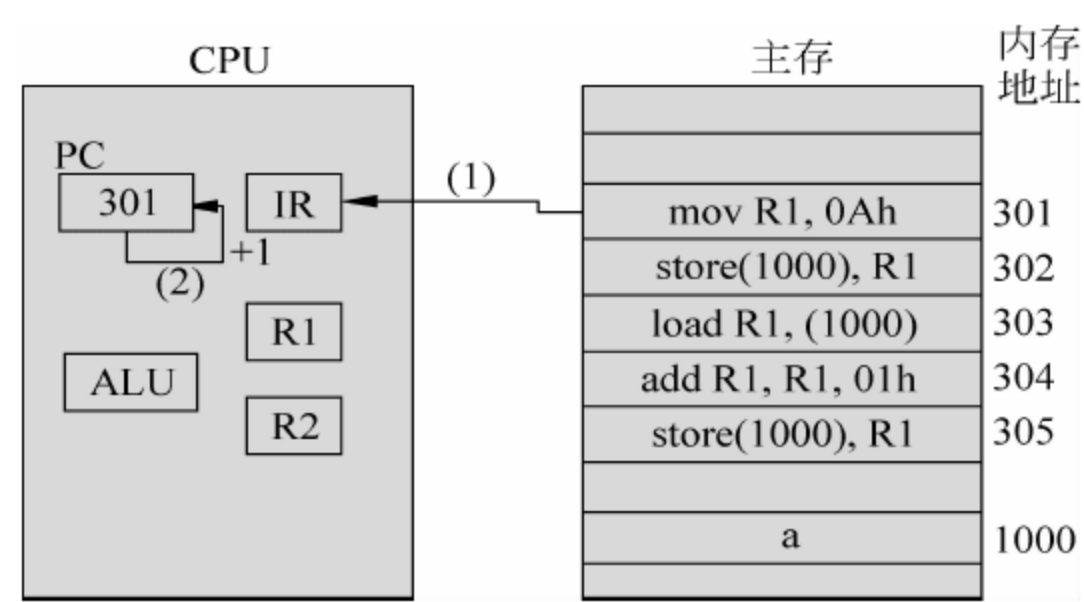 CPU
主存
内存
地址
PC
301
+1
(2)
IR
(1)
R1
ALU
R2
mov R1, 0Ah
301
store(1000), R1
302
load R1, (1000)
303
add R1, R1, 01h
304
store(1000), R1
305
a
1000